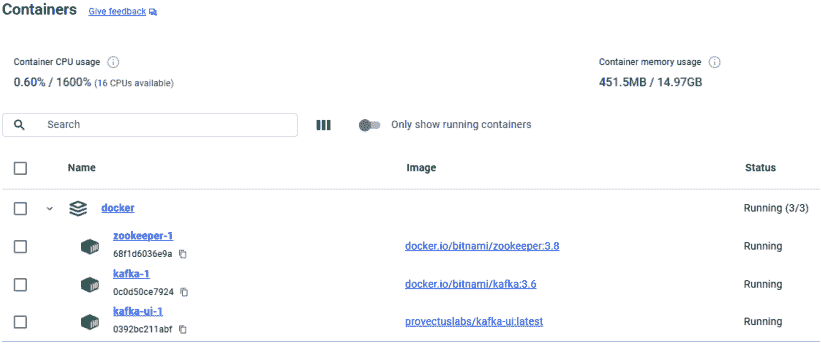 Containers Give feedback
Container CPU usage Container memory usage
0.60% / 1600% (16 CPUs available) 451.5MB / 14.97GB
Search Only show running containers
Name Image Status
docker Running (3/3)
zookeeper-1
68f1d6036e9a docker.io/bitnami/zookeeper:3.8 Running
kafka-1
0c0d50ce7924 docker.io/bitnami/kafka:3.6 Running
kafka-ui-1
0392bc211abf provectuslabs/kafka-ui:latest Running